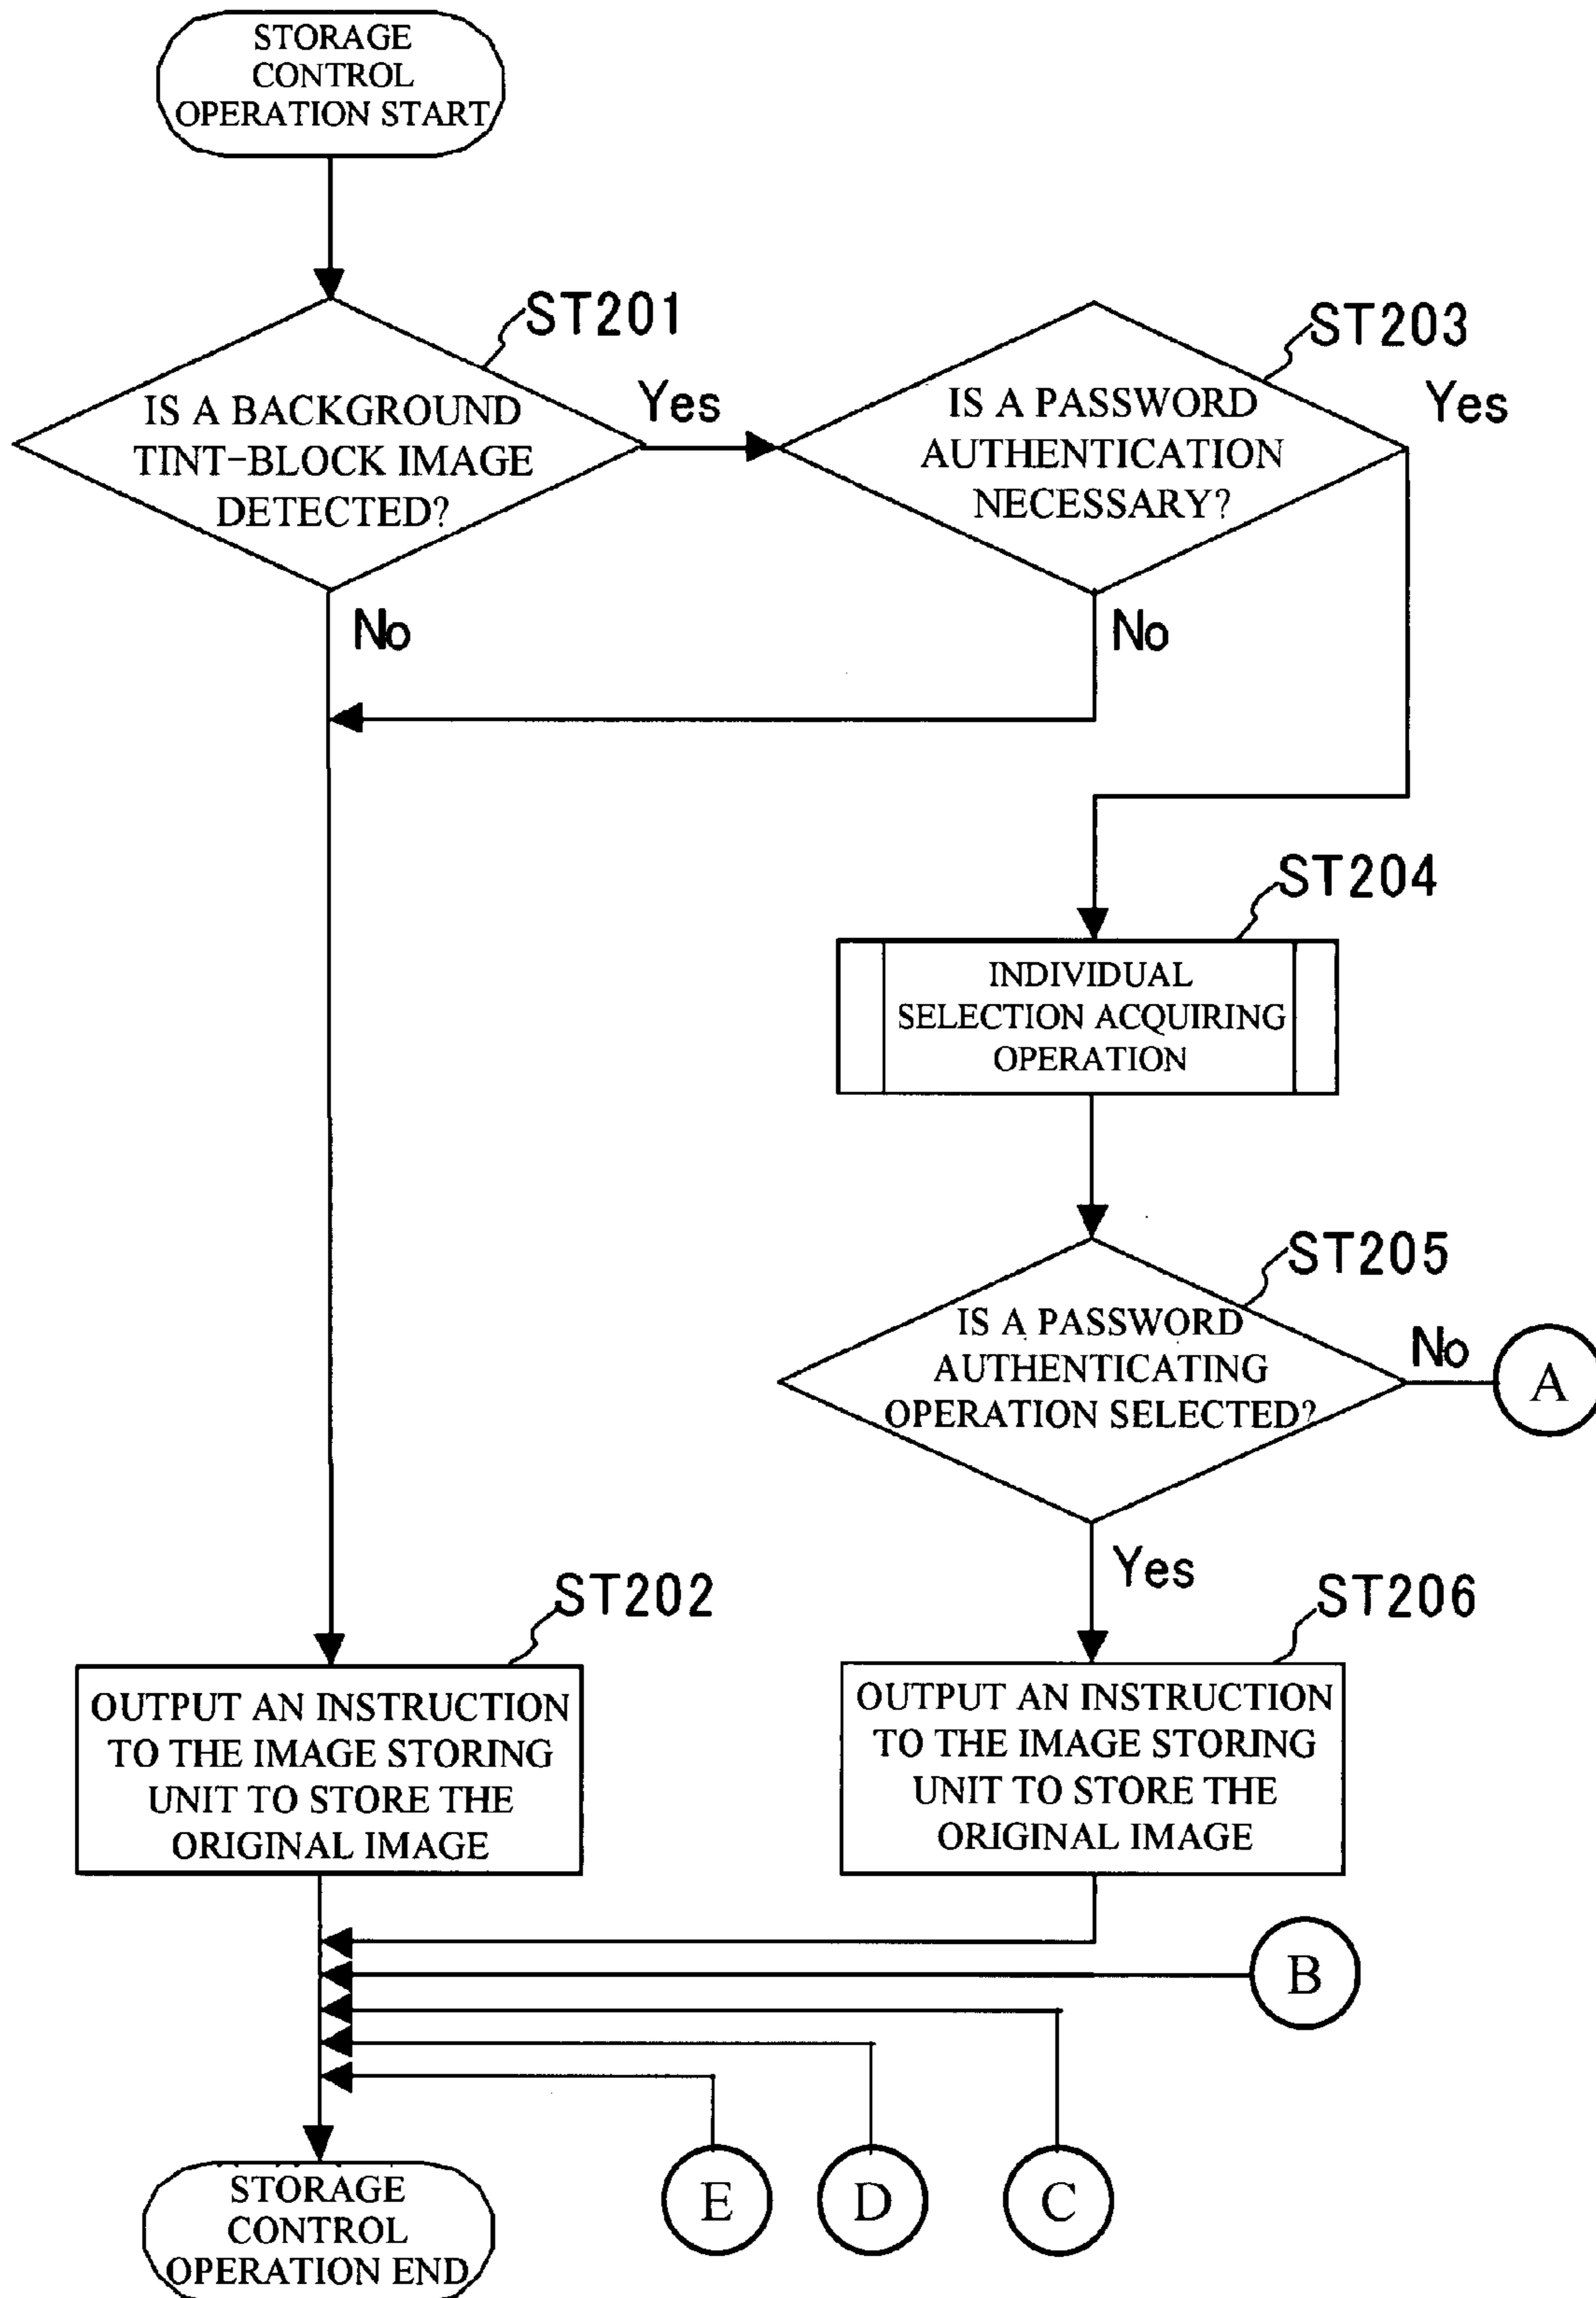 STORAGE
CONTROL
OPERATION START
ST201
IS A BACKGROUND
TINT-BLOCK IMAGE
DETECTED?
Yes
No
ST203
IS A PASSWORD
AUTHENTICATION
NECESSARY?
Yes
No
ST204
INDIVIDUAL
SELECTION ACQUIRING
OPERATION
ST205
IS A PASSWORD
AUTHENTICATING
OPERATION SELECTED?
No
A
Yes
ST202
OUTPUT AN INSTRUCTION
TO THE IMAGE STORING
UNIT TO STORE THE
ORIGINAL IMAGE
ST206
OUTPUT AN INSTRUCTION
TO THE IMAGE STORING
UNIT TO STORE THE
ORIGINAL IMAGE
B
E
D
C
STORAGE
CONTROL
OPERATION END